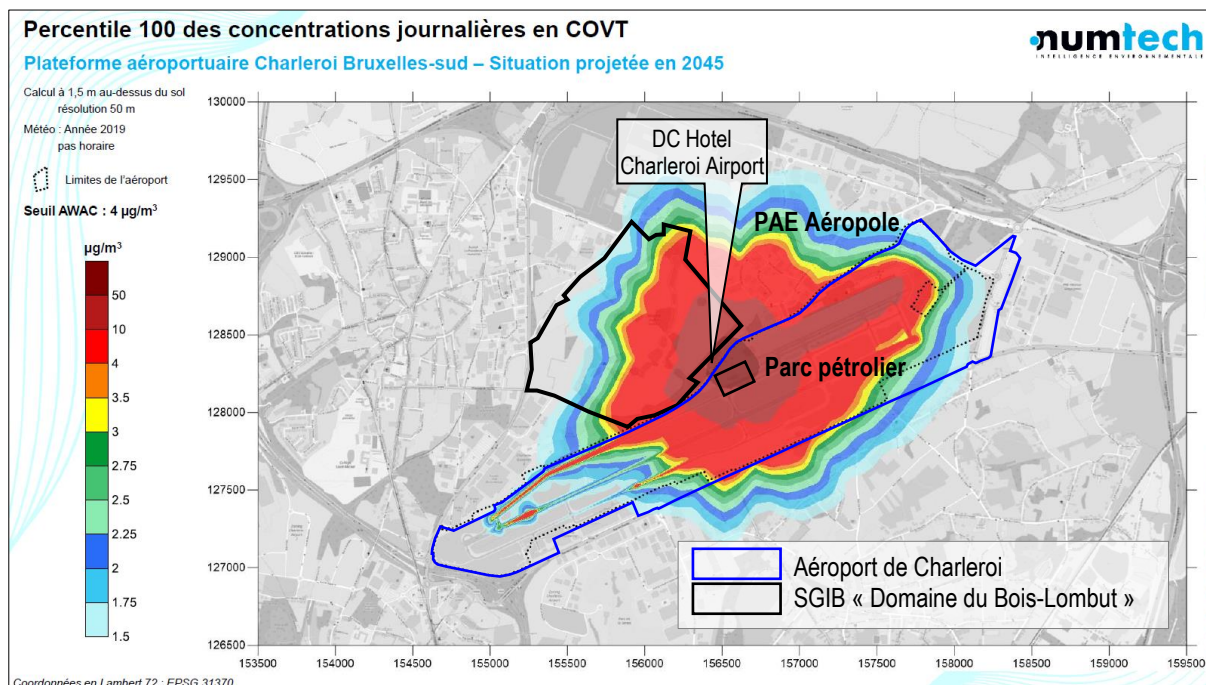 Percentile 100 des concentrations journalières en COVT
Plateforme aéroportuaire Charleroi Bruxelles-sud – Situation projetée en 2045
numtech
INTELLIGENCE ENVIRONNEMENTALE
Calcul à 1,5 m au-dessus du sol
résolution 50 m
Météo : Année 2019
pas horaire
Limites de l'aéroport
Seuil AWAC : 4 µg/m³
µg/m³
50
10
4
3.5
3
2.75
2.5
2.25
2
1.75
1.5
130000
129500
129000
128500
128000
127500
127000
126500
153500 154000 154500 155000 155500 156000 156500 157000 157500 158000 158500 159000 159500
DC Hotel
Charleroi Airport
PAE Aéropole
Parc pétrolier
Aéroport de Charleroi
SGIB « Domaine du Bois-Lombut »
Coordonnées en Lambert 72 : EPSG 31370